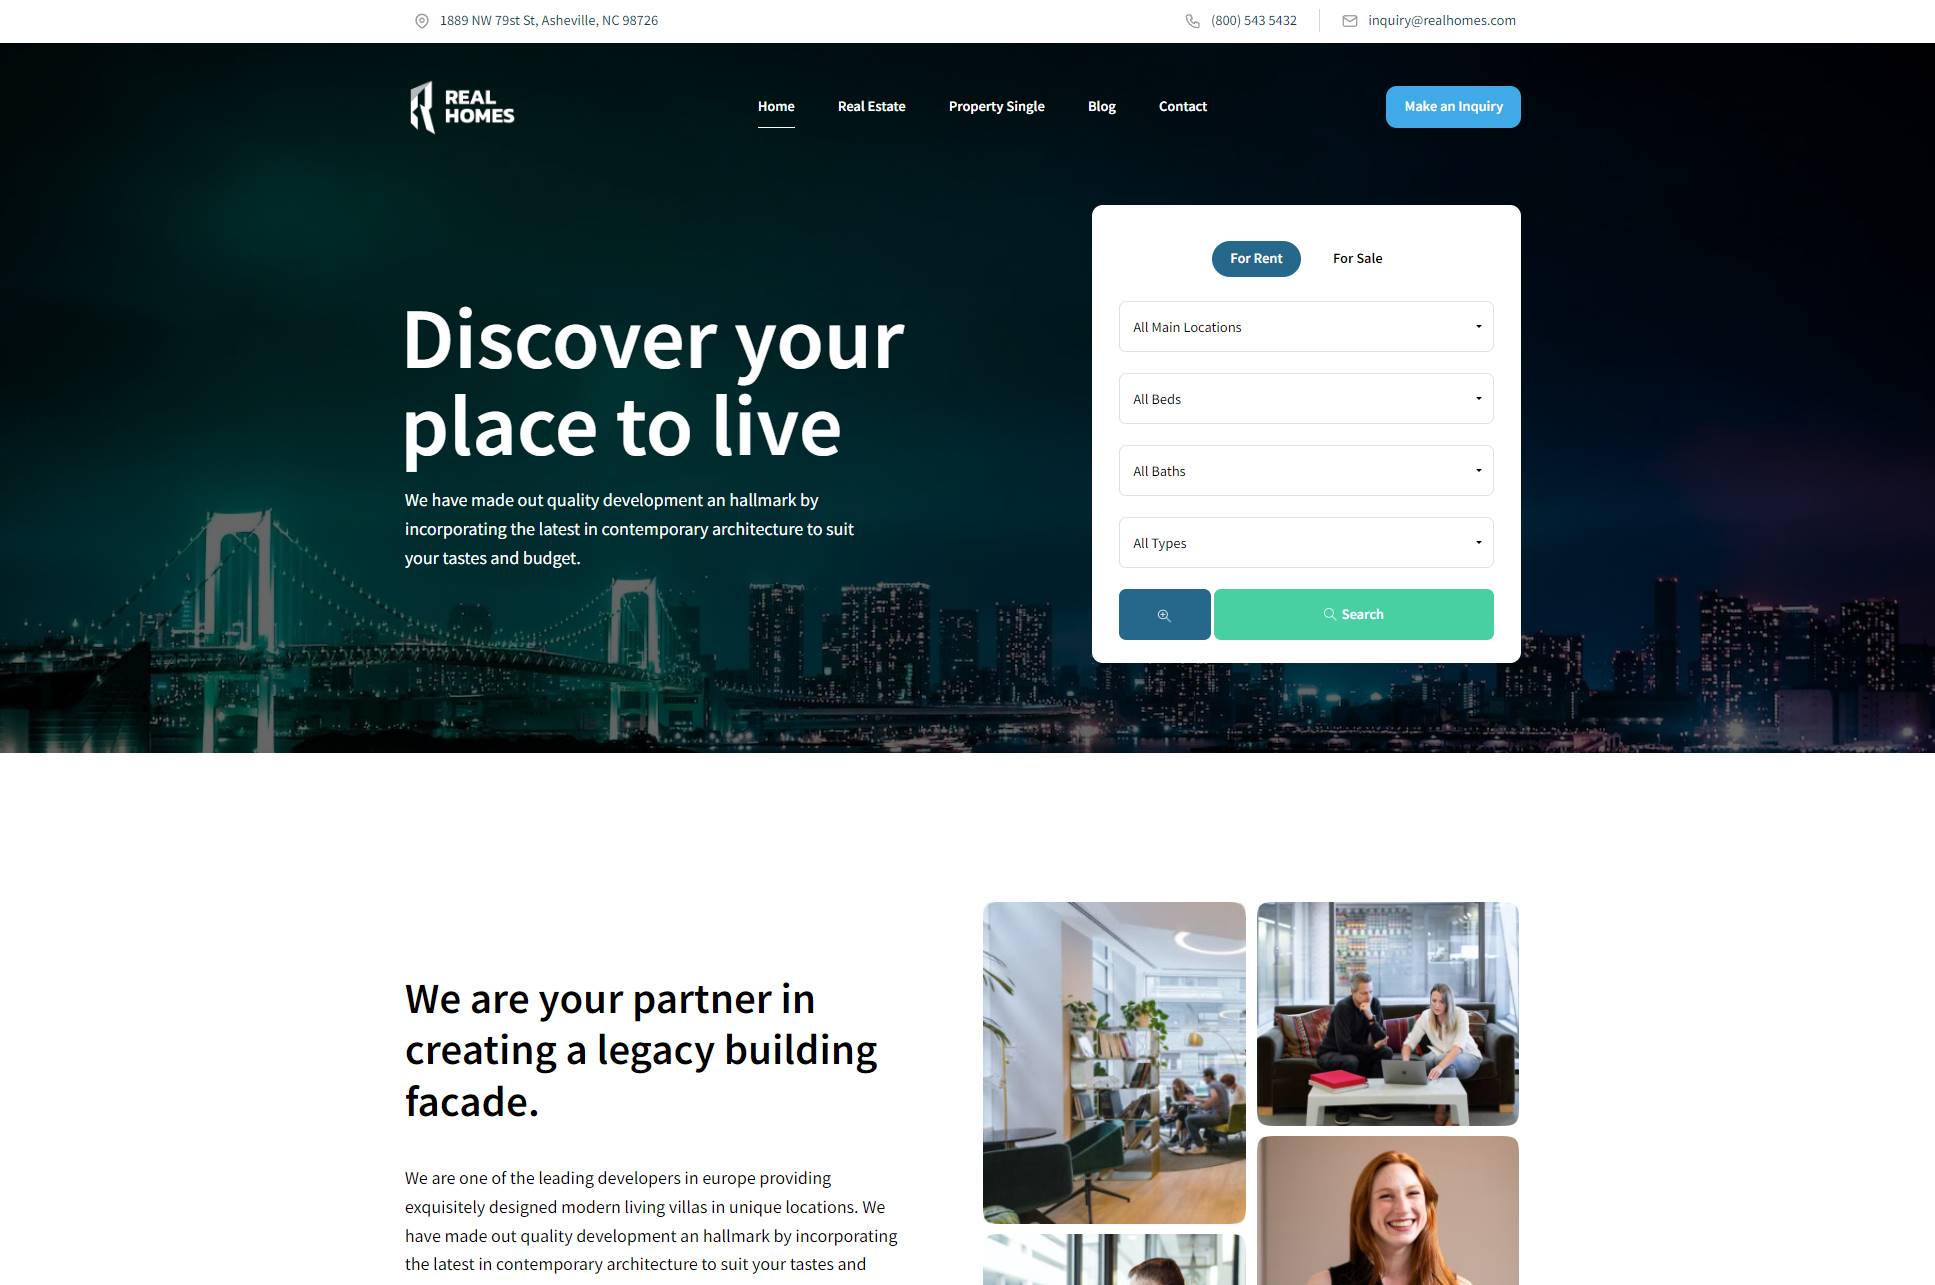 1889 NW 79st St, Asheville, NC 98726
(800) 543 5432
inquiry@realhomes.com
REAL
HOMES
Home
Real Estate
Property Single
Blog
Contact
Make an Inquiry
Discover your
place to live
We have made out quality development an hallmark by
incorporating the latest in contemporary architecture to suit
your tastes and budget.
For Rent
For Sale
All Main Locations
All Beds
All Baths
All Types
Search
We are your partner in
creating a legacy building
facade.
We are one of the leading developers in europe providing
exquisitely designed modern living villas in unique locations. We
have made out quality development an hallmark by incorporating
the latest in contemporary architecture to suit your tastes and